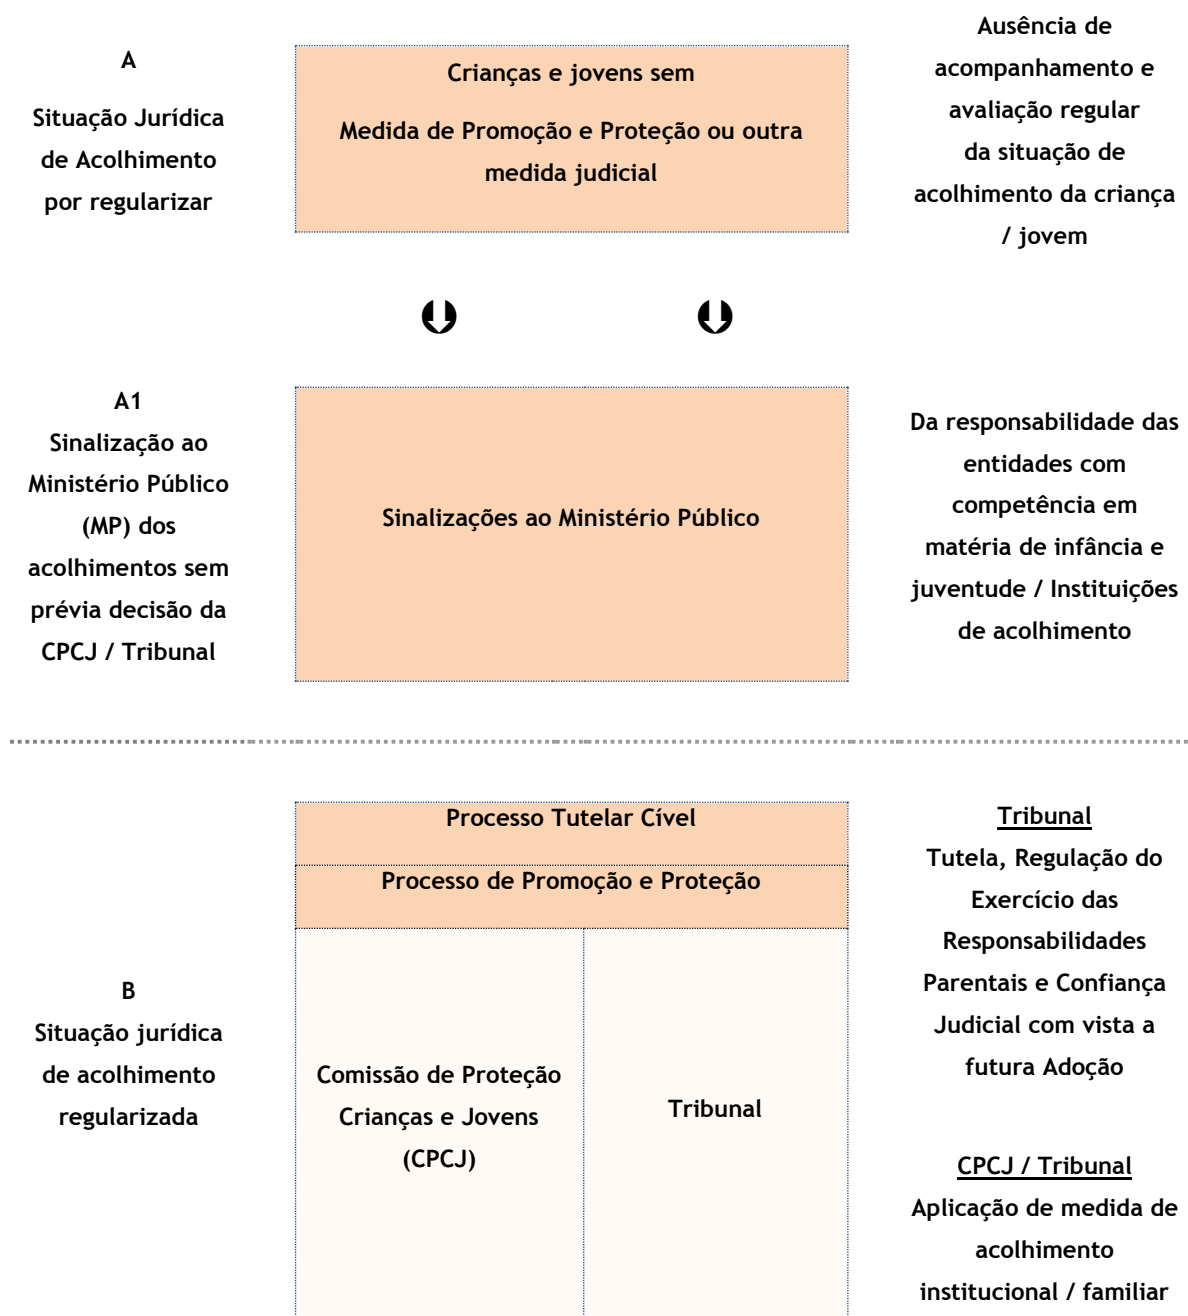 A
Situação Jurídica
de Acolhimento
por regularizar
Crianças e jovens sem
Medida de Promoção e Proteção ou outra
medida judicial
Ausência de
acompanhamento e
avaliação regular
da situação de
acolhimento da criança
/ jovem
A1
Sinalização ao
Ministério Público
(MP) dos
acolhimentos sem
prévia decisão da
CPCJ / Tribunal
Sinalizações ao Ministério Público
Da responsabilidade das
entidades com
competência em
matéria de infância e
juventude / Instituições
de acolhimento
B
Situação jurídica
de acolhimento
regularizada
Processo Tutelar Cível
Processo de Promoção e Proteção
Comissão de Proteção
Crianças e Jovens
(CPCJ)
Tribunal
Tribunal
Tutela, Regulação do
Exercício das
Responsabilidades
Parentais e Confiança
Judicial com vista a
futura Adoção
CPCJ / Tribunal
Aplicação de medida de
acolhimento
institucional / familiar